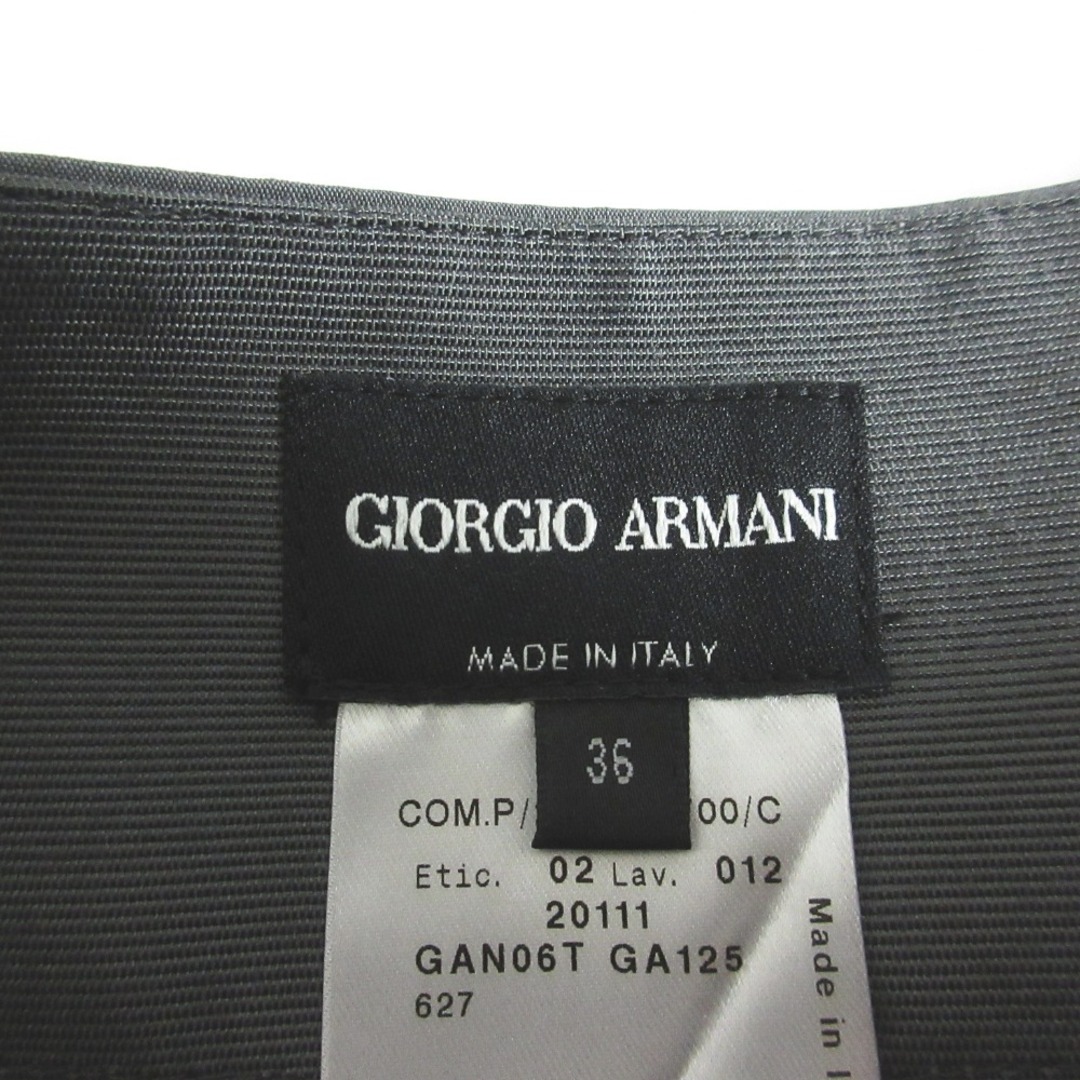 GIORGIO ARMANI
MADE IN ITALY
36
COM.P/ 00/C
Etic. 02 Lav. 012
20111
GAN06T GA125
627
Made in